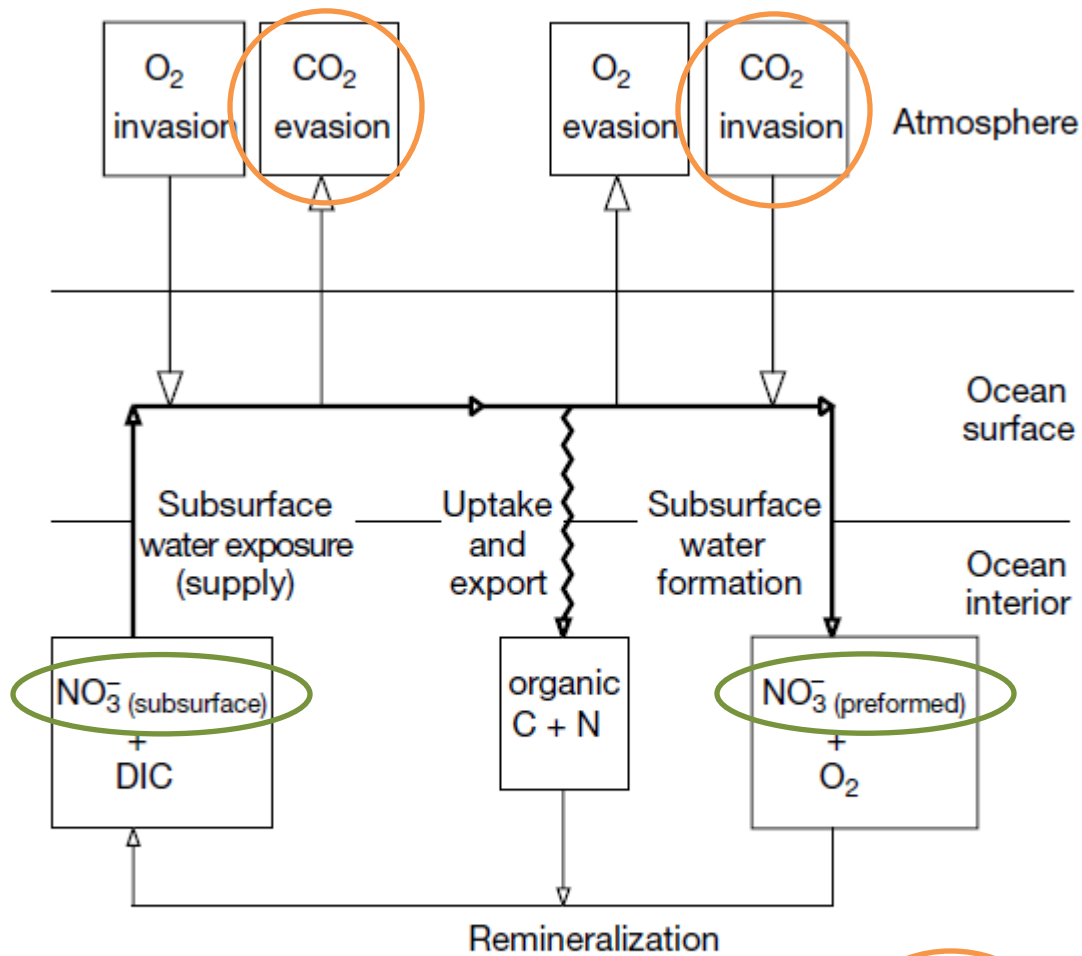 O₂
invasion
CO₂
evasion
O₂
evasion
CO₂
invasion
Atmosphere
Ocean
surface
Subsurface
water exposure
(supply)
Uptake
and
export
Subsurface
water
formation
Ocean
interior
NO₃⁻ (subsurface)
+
DIC
organic
C + N
NO₃⁻ (preformed)
+
O₂
Remineralization